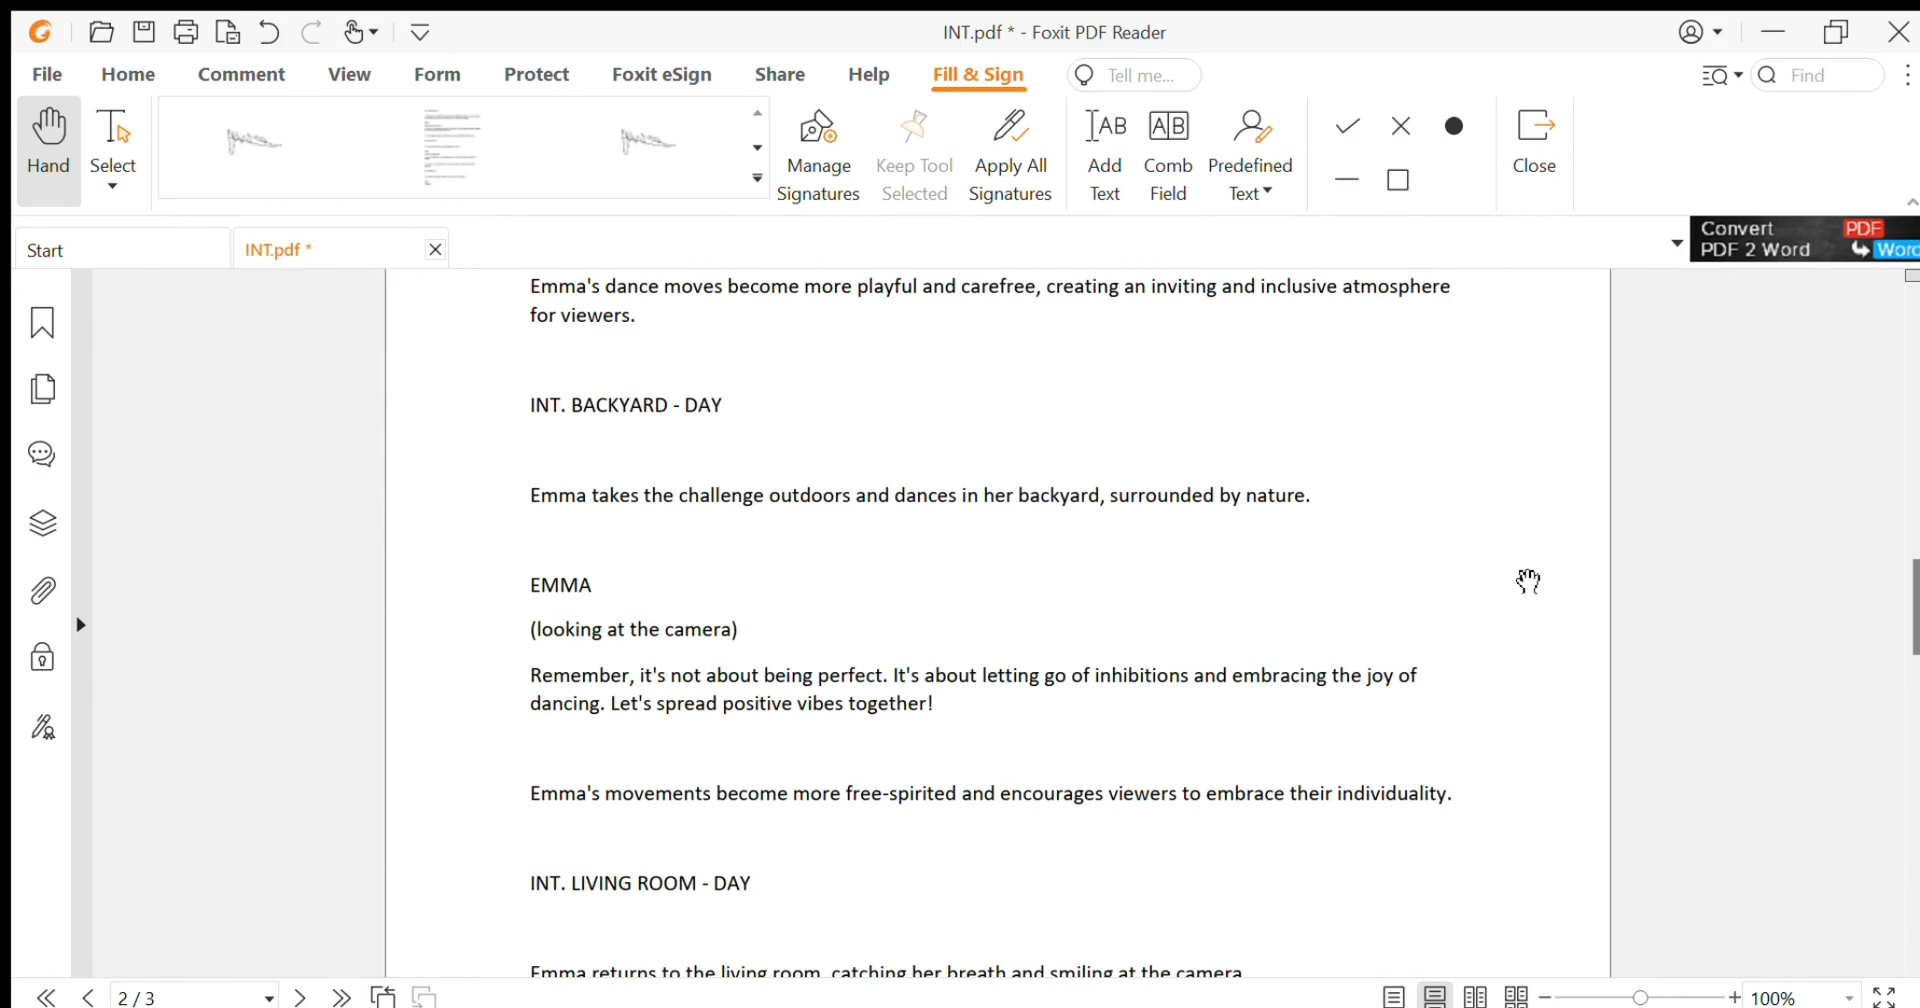 INT.pdf * - Foxit PDF Reader
File Home Comment View Form Protect Foxit eSign Share Help Fill & Sign Tell me... Find
Hand
Select
Manage
Signatures
Keep Tool
Selected
Apply All
Signatures
Add
Text
Comb
Field
Predefined
Text
Close
Start
INT.pdf *
Convert PDF
PDF 2 Word Word
Emma's dance moves become more playful and carefree, creating an inviting and inclusive atmosphere
for viewers.
INT. BACKYARD - DAY
Emma takes the challenge outdoors and dances in her backyard, surrounded by nature.
EMMA
(looking at the camera)
Remember, it's not about being perfect. It's about letting go of inhibitions and embracing the joy of
dancing. Let's spread positive vibes together!
Emma's movements become more free-spirited and encourages viewers to embrace their individuality.
INT. LIVING ROOM - DAY
Emma returns to the living room, catching her breath and smiling at the camera
2 / 3
100%